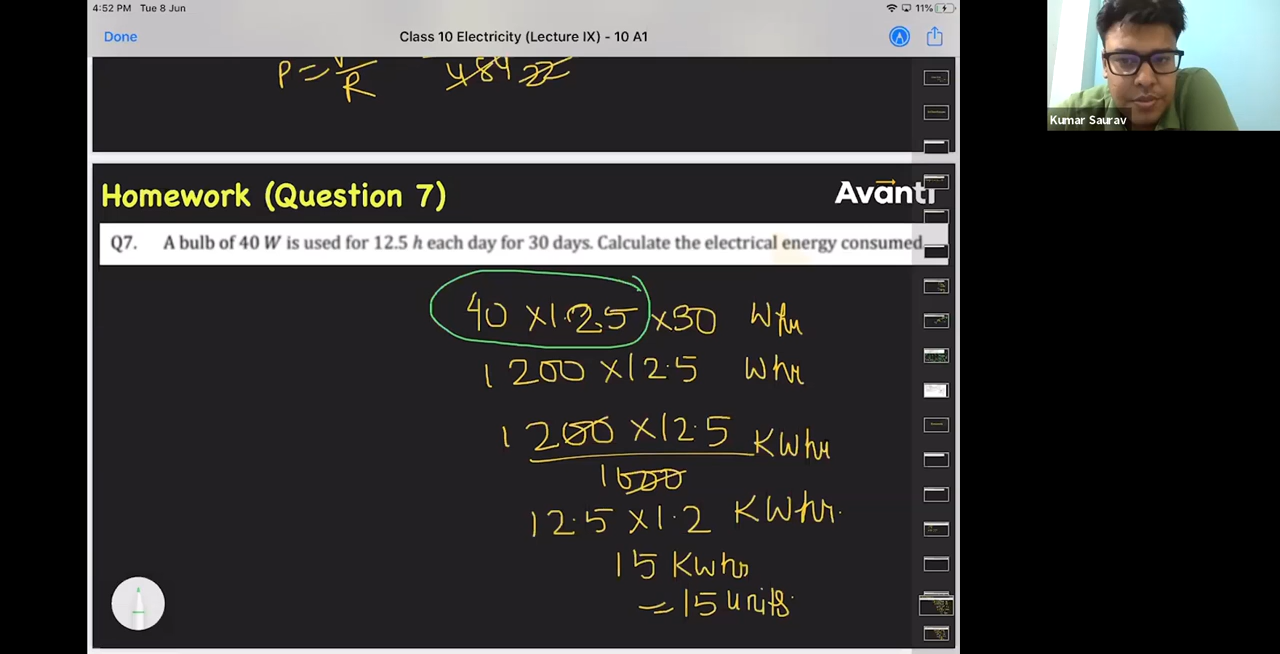 4:52 PM Tue 8 Jun
11%
Done
Class 10 Electricity (Lecture IX) - 10 A1
Kumar Saurav
P = V / R
484 22
Homework (Question 7)
Avanti
Q7. A bulb of 40 W is used for 12.5 h each day for 30 days. Calculate the electrical energy consumed
40 × 12.5 × 30 Whr
1200 × 12.5 Whr
1200 × 12.5 KWhr
1000
12.5 × 1.2 KWhr.
15 KWhr
= 15 units